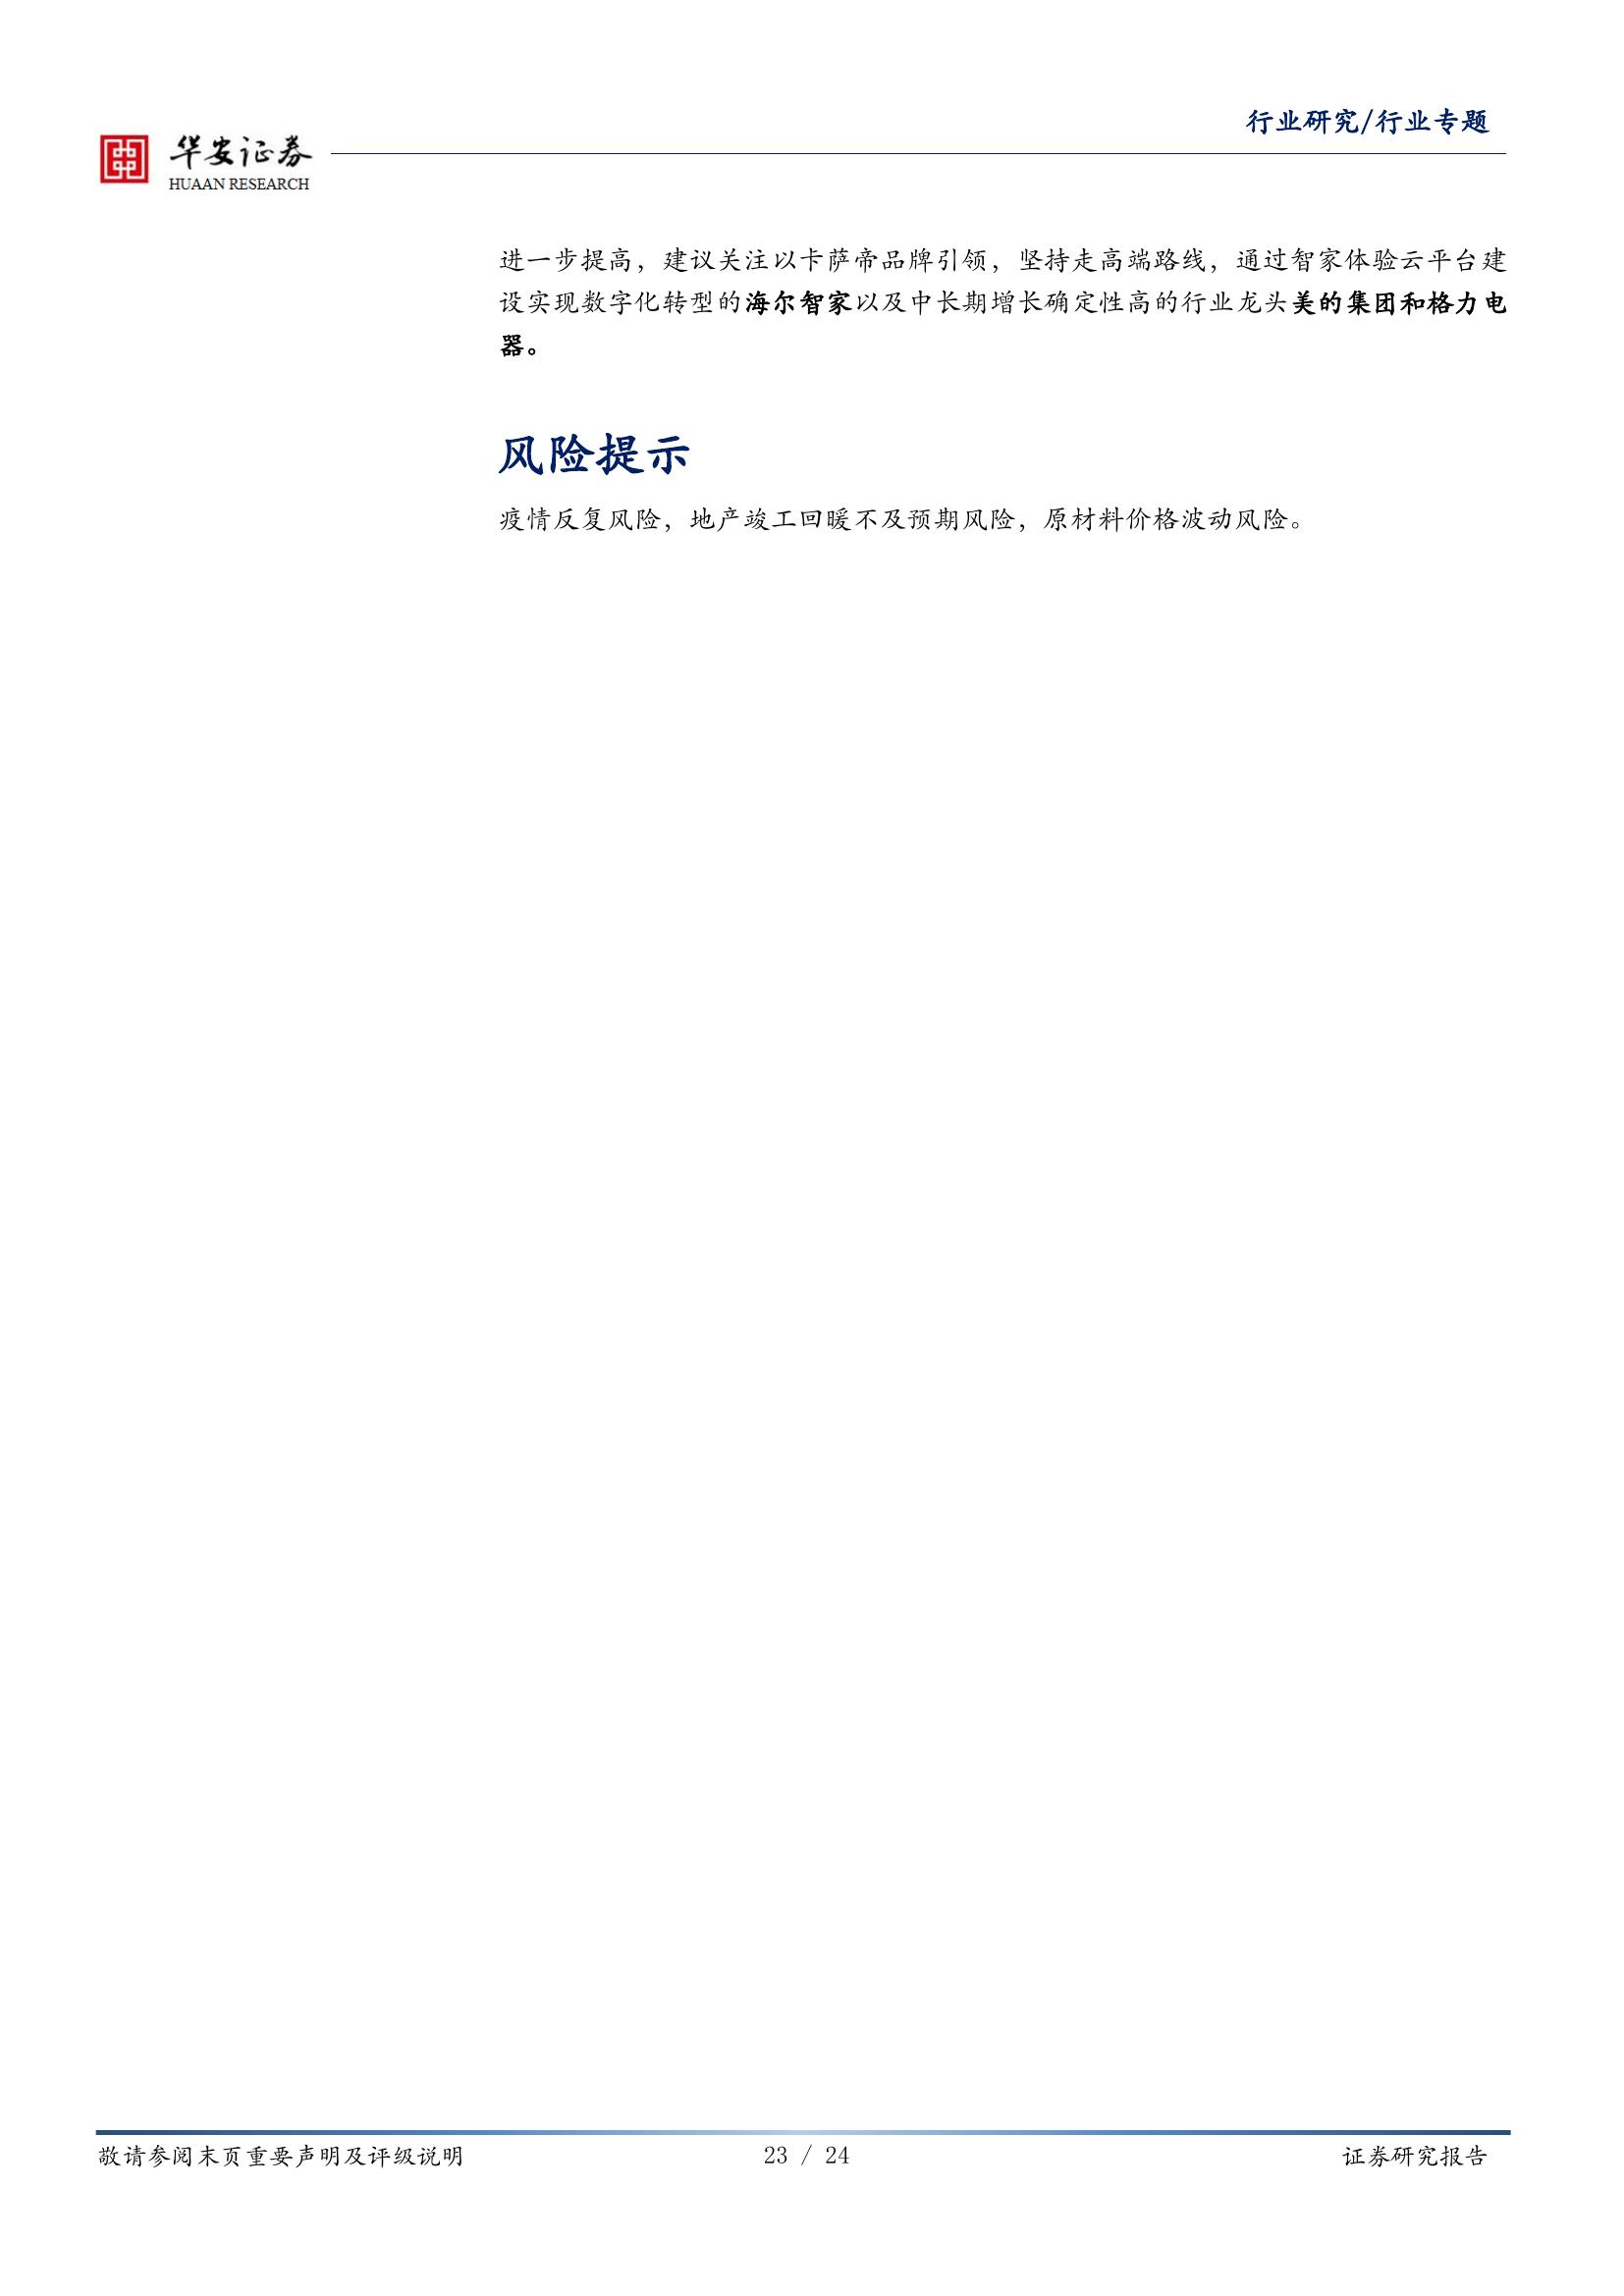 行业研究/行业专题
华安证券
HUAAN RESEARCH
进一步提高，建议关注以卡萨帝品牌引领，坚持走高端路线，通过智家体验云平台建
设实现数字化转型的海尔智家以及中长期增长确定性高的行业龙头美的集团和格力电
器。
风险提示
疫情反复风险，地产竣工回暖不及预期风险，原材料价格波动风险。
敬请参阅末页重要声明及评级说明
23 / 24
证券研究报告